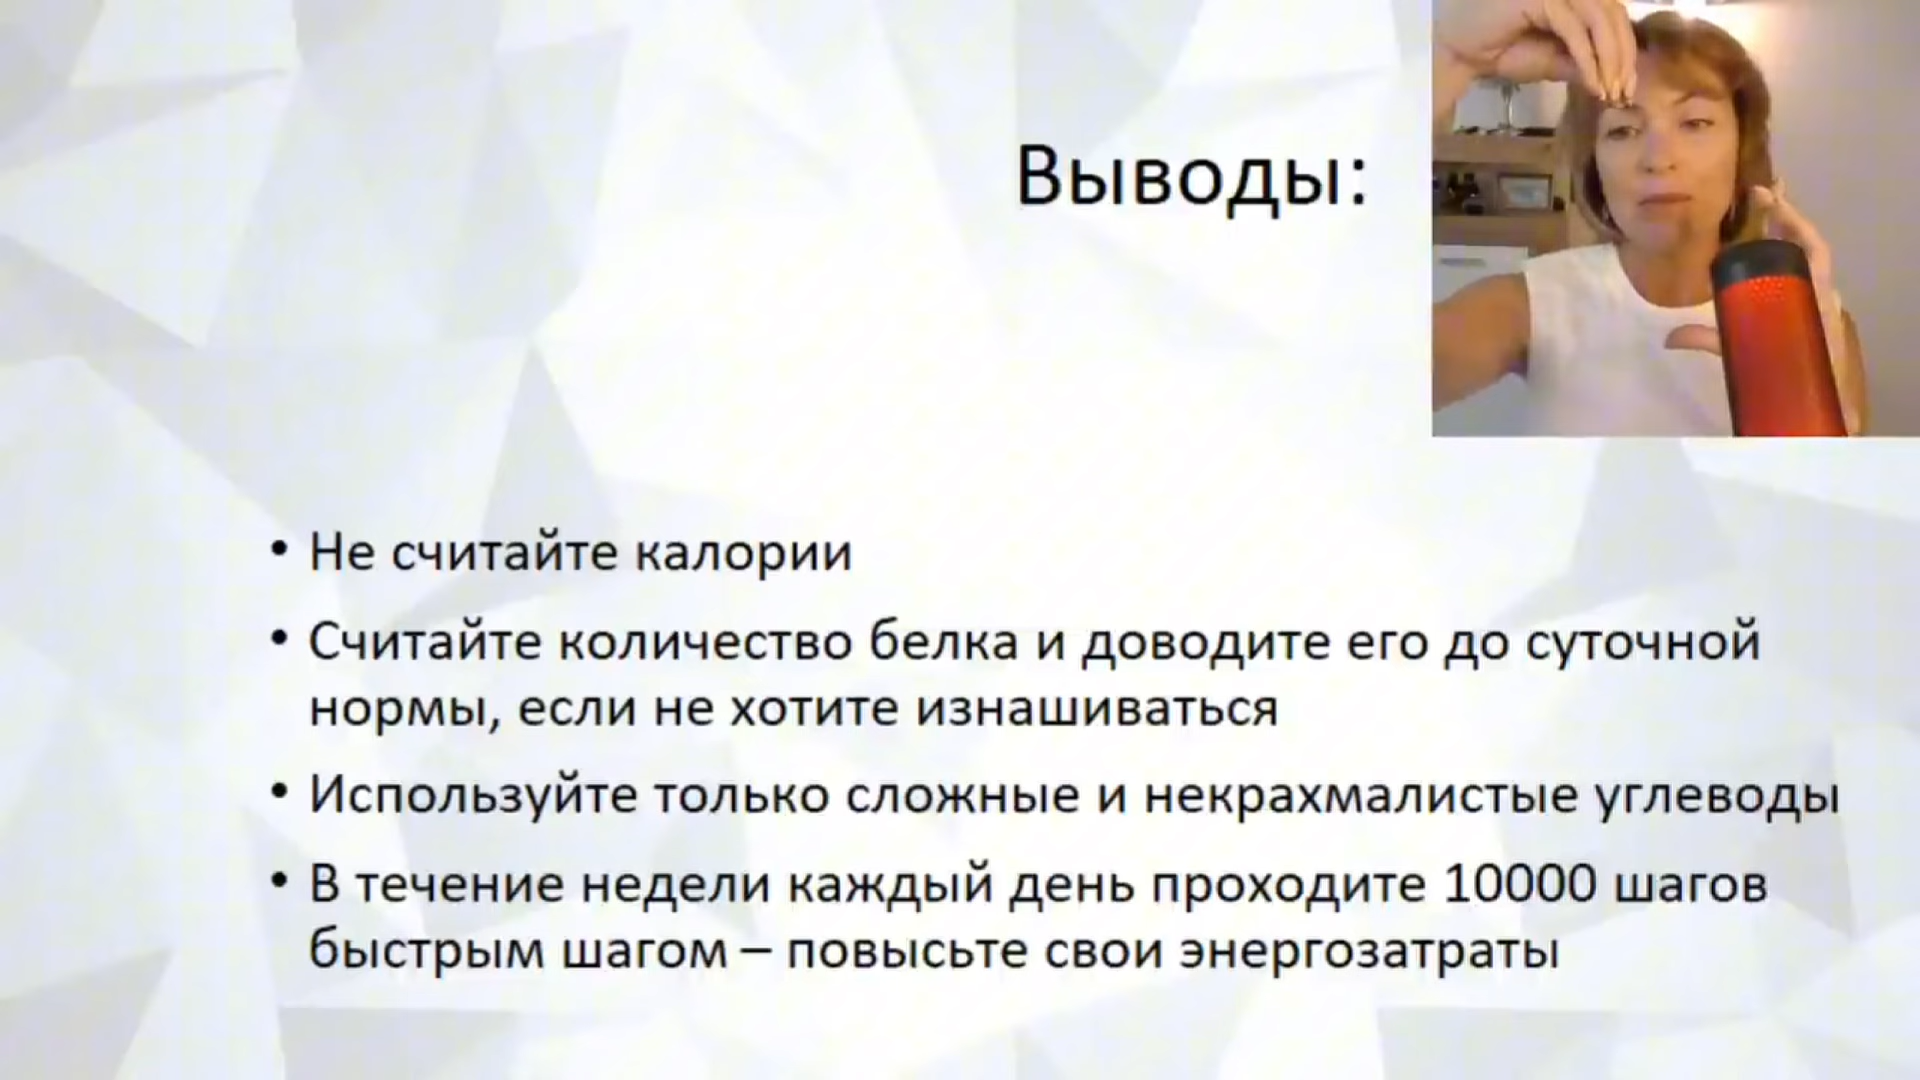 Выводы:
• Не считайте калории
• Считайте количество белка и доводите его до суточной
нормы, если не хотите изнашиваться
• Используйте только сложные и некрахмалистые углеводы
• В течение недели каждый день проходите 10000 шагов
быстрым шагом – повысьте свои энергозатраты